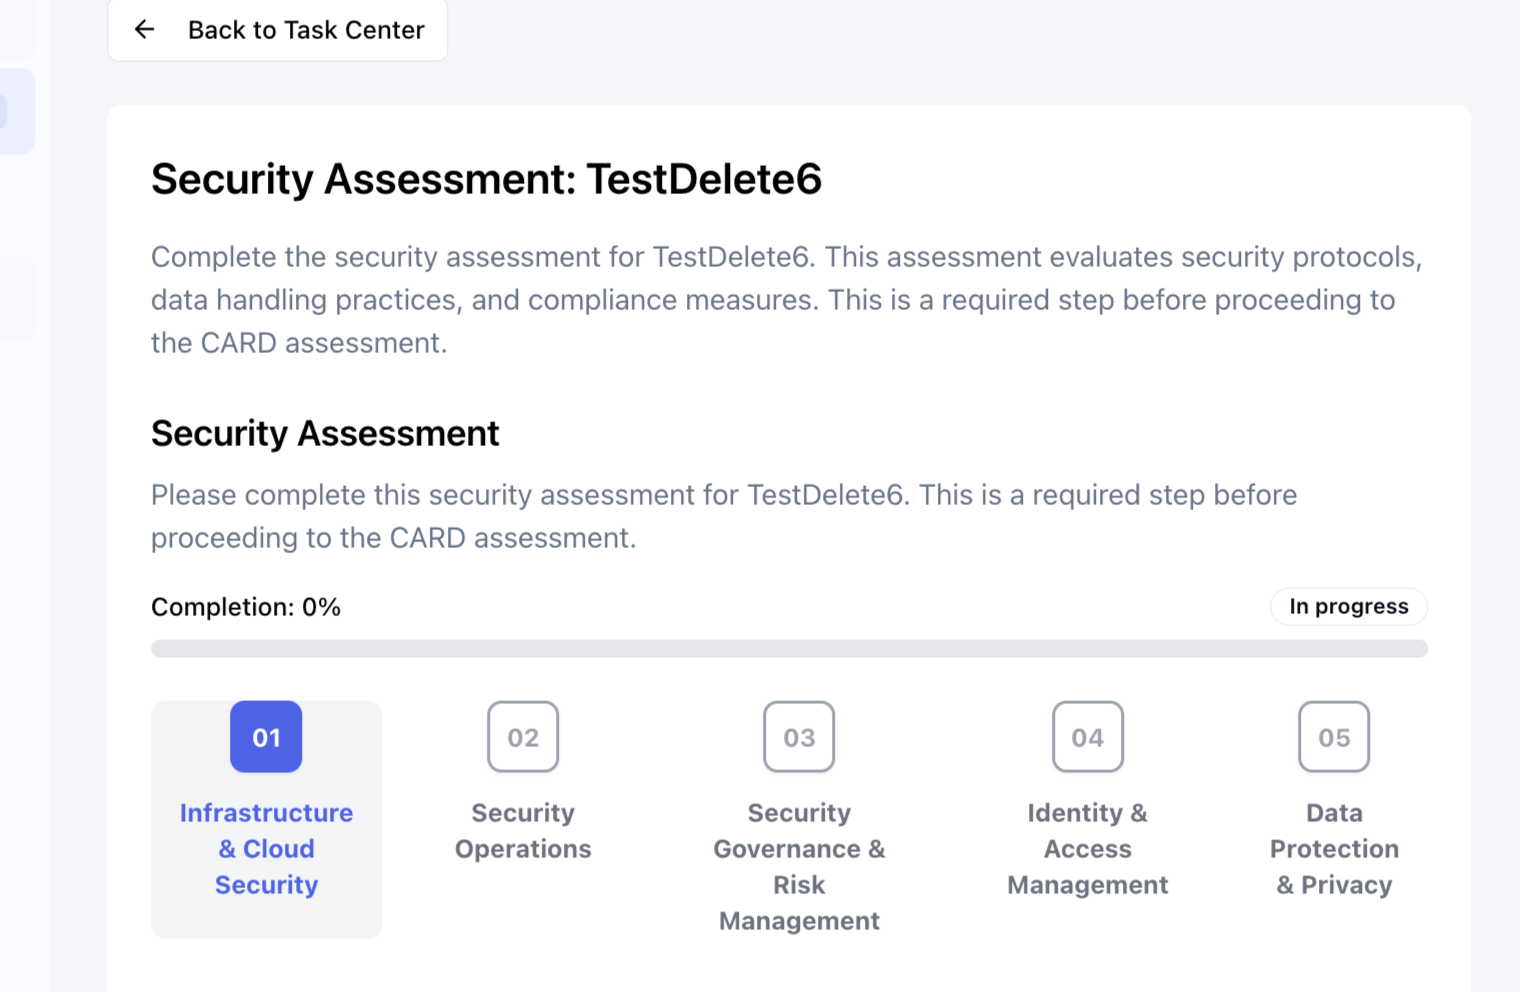 Back to Task Center
Security Assessment: TestDelete6
Complete the security assessment for TestDelete6. This assessment evaluates security protocols,
data handling practices, and compliance measures. This is a required step before proceeding to
the CARD assessment.
Security Assessment
Please complete this security assessment for TestDelete6. This is a required step before
proceeding to the CARD assessment.
Completion: 0%
In progress
01
Infrastructure
& Cloud
Security
02
Security
Operations
03
Security
Governance &
Risk
Management
04
Identity &
Access
Management
05
Data
Protection
& Privacy